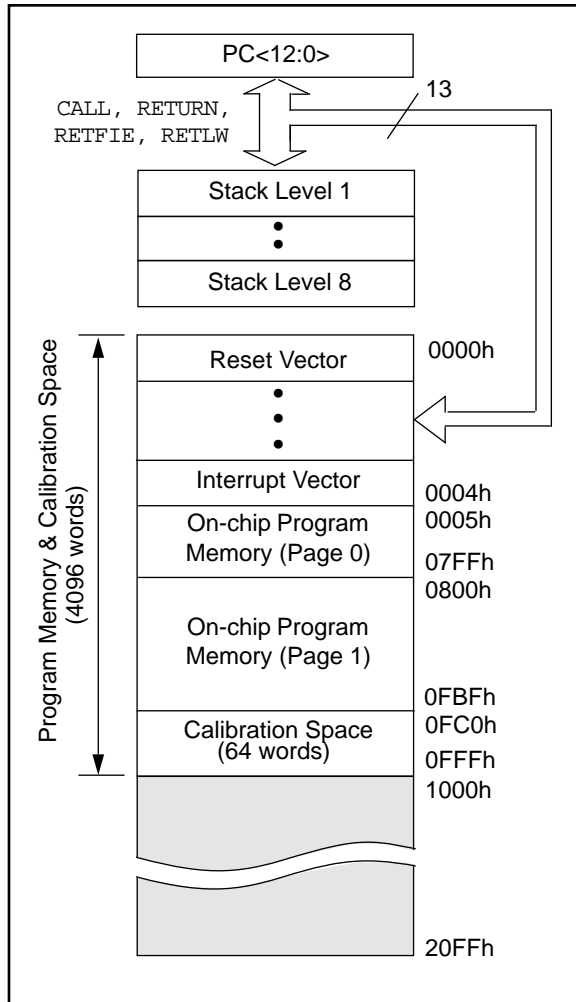 PC<12:0>
CALL, RETURN,
RETFIE, RETLW
13
Stack Level 1
Stack Level 8
Program Memory & Calibration Space
(4096 words)
Reset Vector
0000h
Interrupt Vector
0004h
0005h
On-chip Program
Memory (Page 0)
07FFh
0800h
On-chip Program
Memory (Page 1)
0FBFh
0FC0h
Calibration Space
(64 words)
0FFFh
1000h
20FFh